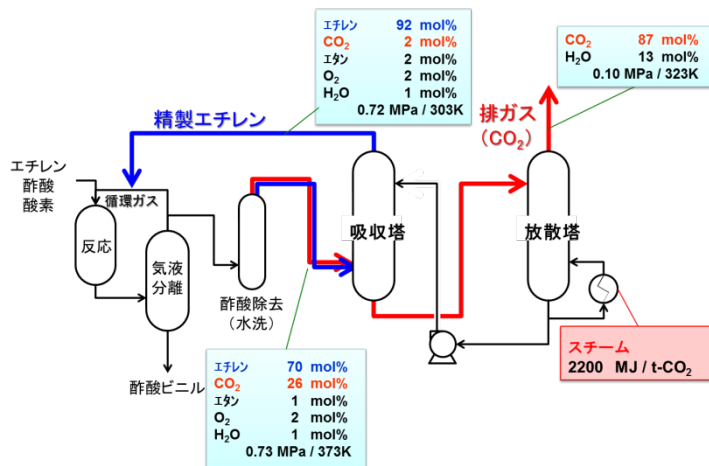 エチレン 92 mol%
CO2 2 mol%
エタン 2 mol%
O2 2 mol%
H2O 1 mol%
0.72 MPa / 303K
CO2 87 mol%
H2O 13 mol%
0.10 MPa / 323K
精製エチレン
排ガス
(CO2)
エチレン
酢酸
酸素
循環ガス
反応
気液
分離
酢酸除去
(水洗)
吸収塔
放散塔
酢酸ビニル
エチレン 70 mol%
CO2 26 mol%
エタン 1 mol%
O2 2 mol%
H2O 1 mol%
0.73 MPa / 373K
スチーム
2200 MJ / t-CO2